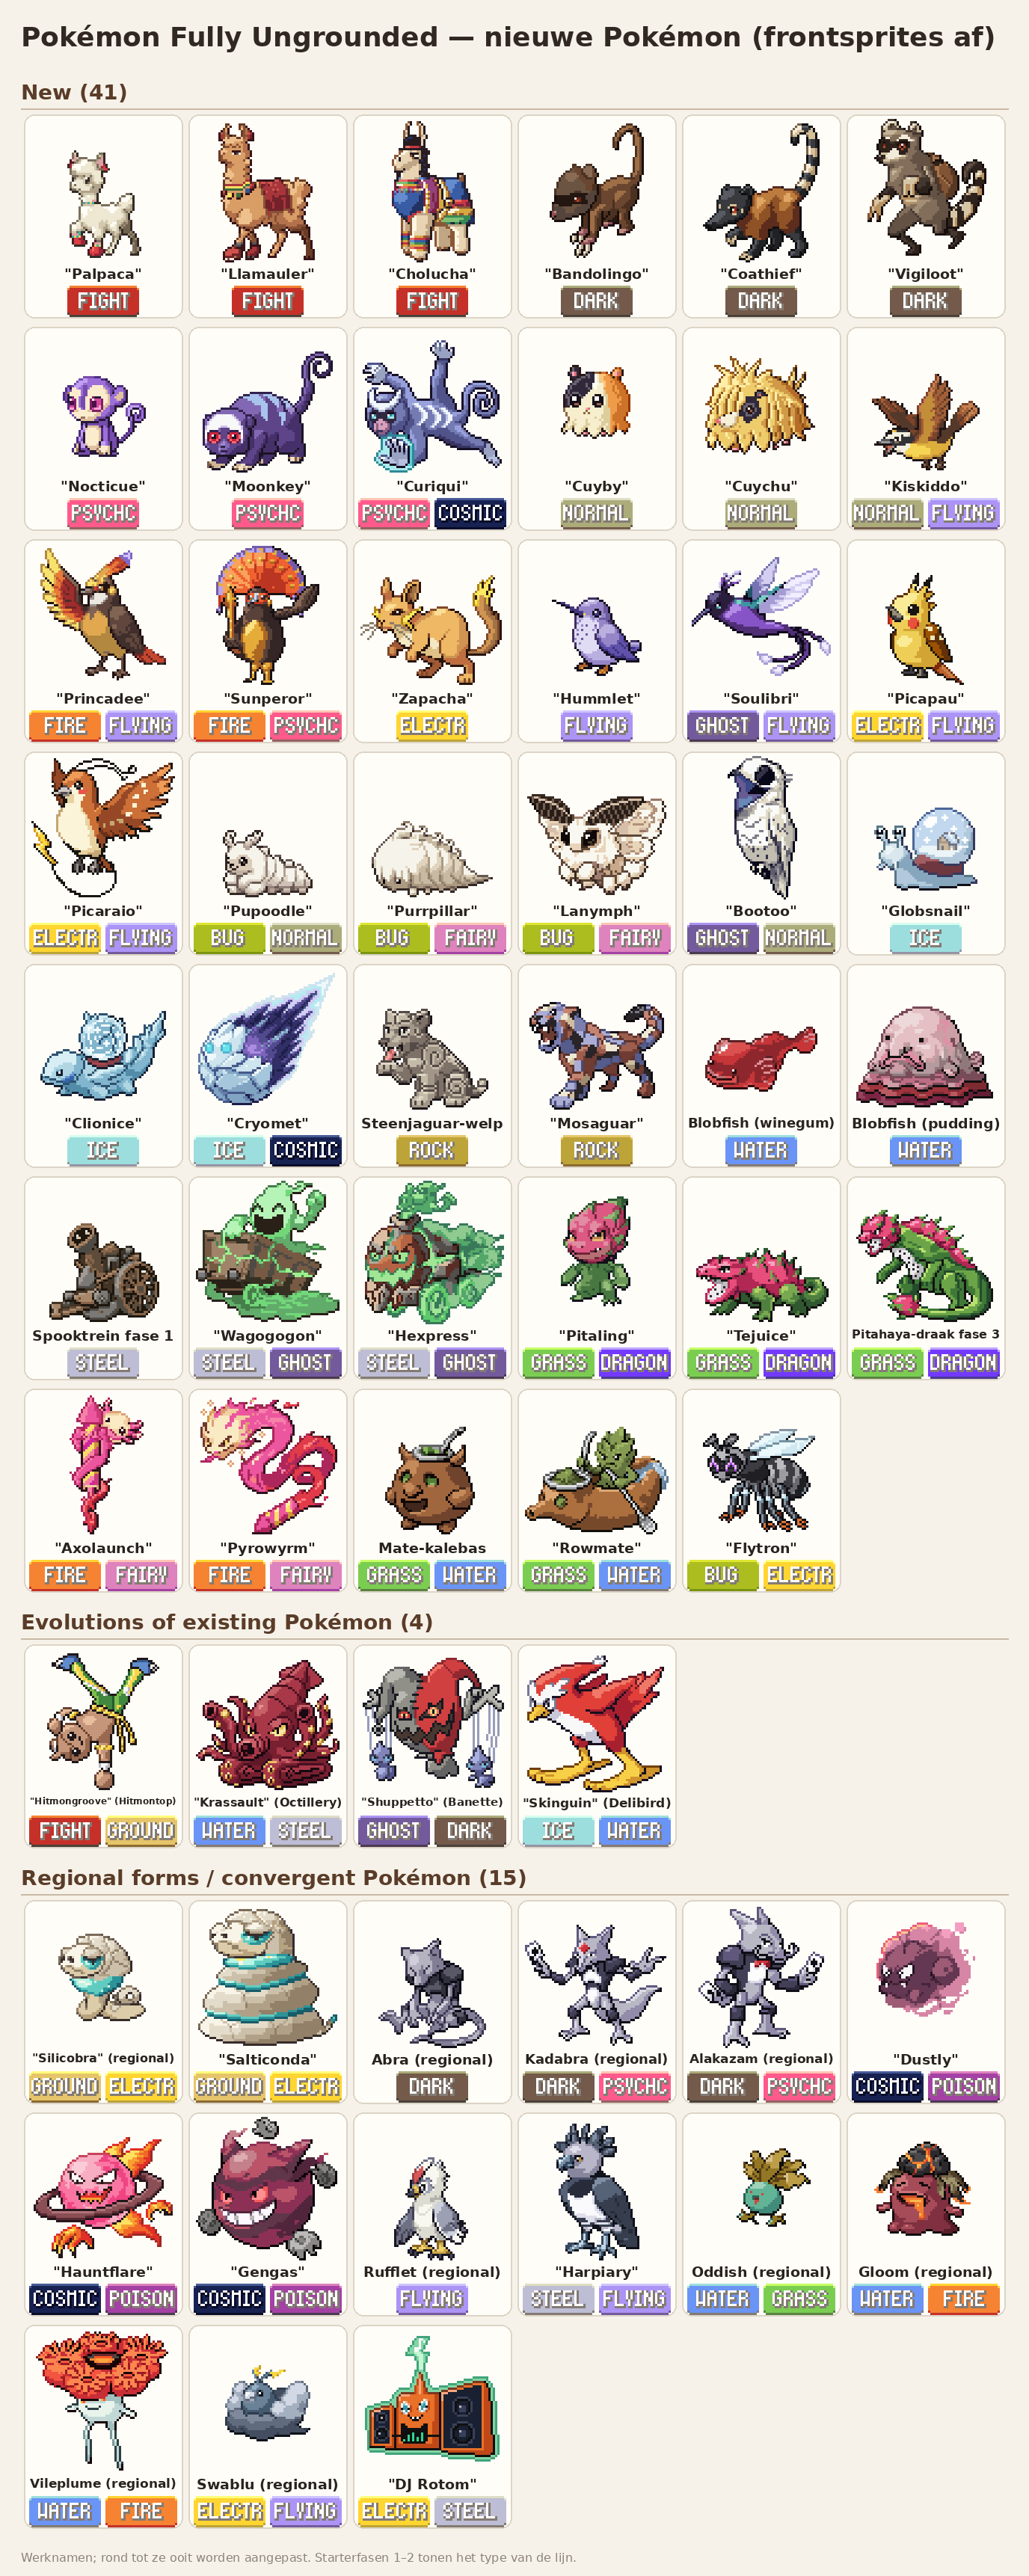 Pokémon Fully Ungrounded — nieuwe Pokémon (frontsprites af)
New (41)
"Palpaca" "Llamauler" "Cholucha" "Bandolingo" "Coathief" "Vigiloot"
FIGHT FIGHT FIGHT DARK DARK DARK
"Nocticue" "Moonkey" "Curiqui" "Cuyby" "Cuychu" "Kiskiddo"
PSYCHC PSYCHC PSYCHC COSMIC NORMAL NORMAL NORMAL FLYING
"Princadee" "Sunperor" "Zapacha" "Hummlet" "Soulibri" "Picapau"
FIRE FLYING FIRE PSYCHC ELECTR FLYING GHOST FLYING ELECTR FLYING
"Picaraio" "Pupoodle" "Purrpillar" "Lanymph" "Bootoo" "Globsnail"
ELECTR FLYING BUG NORMAL BUG FAIRY BUG FAIRY GHOST NORMAL ICE
"Clionice" "Cryomet" Steenjaguar-welp "Mosaguar" Blobfish (winegum) Blobfish (pudding)
ICE ICE COSMIC ROCK ROCK WATER WATER
Spooktrein fase 1 "Wagogogon" "Hexpress" "Pitaling" "Tejuice" Pitahaya-draak fase 3
STEEL STEEL GHOST STEEL GHOST GRASS DRAGON GRASS DRAGON GRASS DRAGON
"Axolaunch" "Pyrowyrm" Mate-kalebas "Rowmate" "Flytron"
FIRE FAIRY FIRE FAIRY GRASS WATER GRASS WATER BUG ELECTR
Evolutions of existing Pokémon (4)
"Hitmongroove" (Hitmontop) "Krassault" (Octillery) "Shuppetto" (Banette) "Skinguin" (Delibird)
FIGHT GROUND WATER STEEL GHOST DARK ICE WATER
Regional forms / convergent Pokémon (15)
"Silicobra" (regional) "Salticonda" Abra (regional) Kadabra (regional) Alakazam (regional) "Dustly"
GROUND ELECTR GROUND ELECTR DARK DARK PSYCHC DARK PSYCHC COSMIC POISON
"Hauntflare" "Gengas" Rufflet (regional) "Harpiary" Oddish (regional) Gloom (regional)
COSMIC POISON COSMIC POISON FLYING STEEL FLYING WATER GRASS WATER FIRE
Vileplume (regional) Swablu (regional) "DJ Rotom"
WATER FIRE ELECTR FLYING ELECTR STEEL
Werknamen; rond tot ze ooit worden aangepast. Starterfasen 1–2 tonen het type van de lijn.